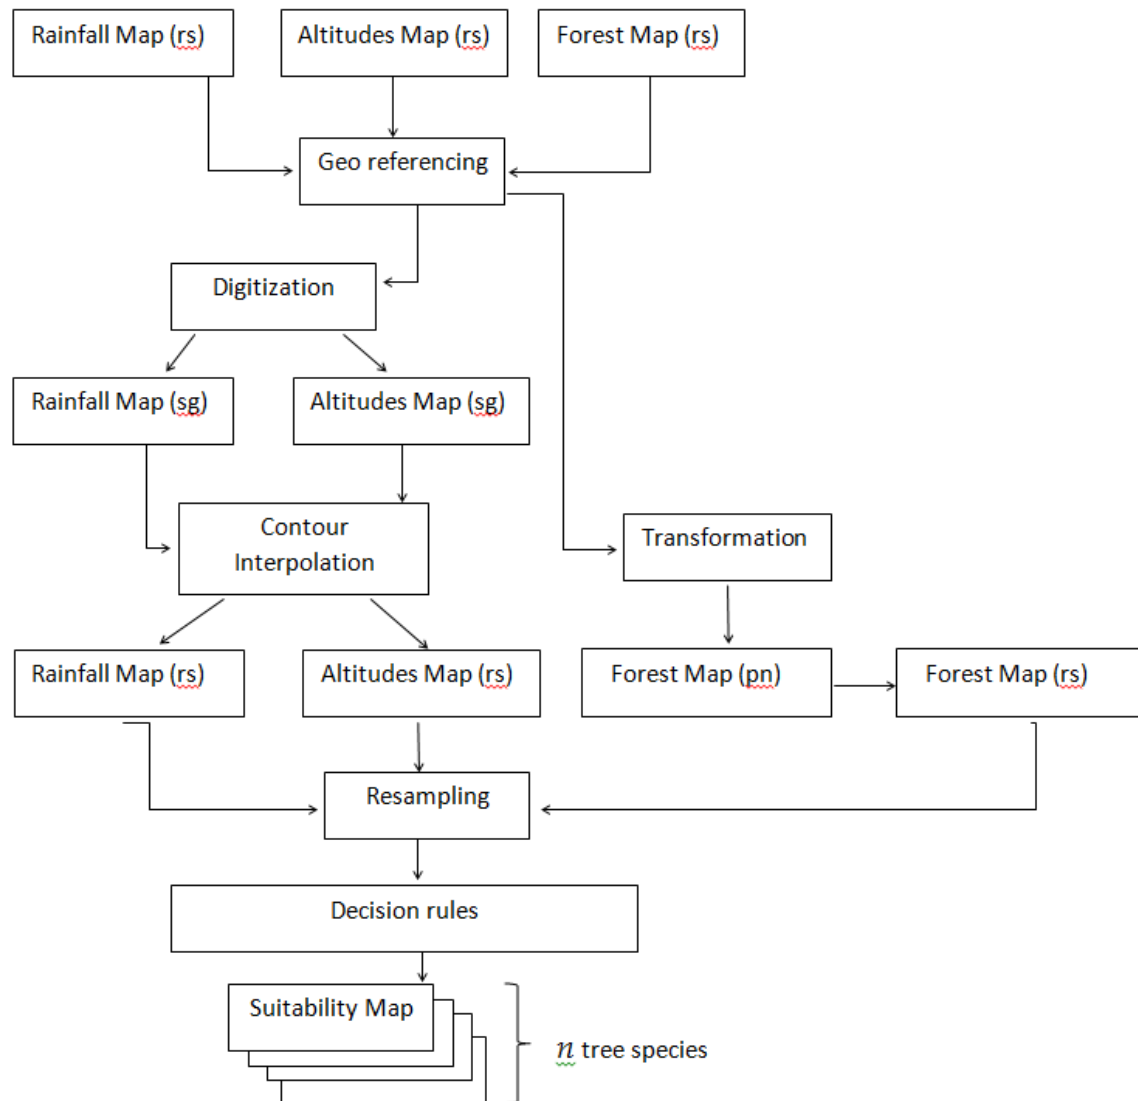 Rainfall Map (rs)
Altitudes Map (rs)
Forest Map (rs)
Geo referencing
Digitization
Rainfall Map (sg)
Altitudes Map (sg)
Contour
Interpolation
Transformation
Rainfall Map (rs)
Altitudes Map (rs)
Forest Map (pn)
Forest Map (rs)
Resampling
Decision rules
Suitability Map
n tree species